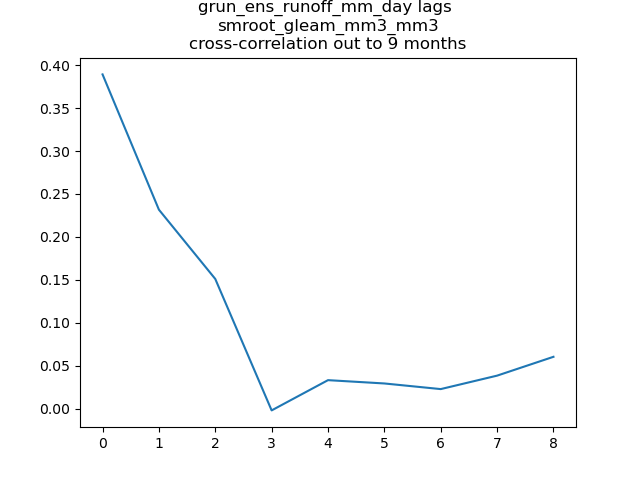 grun_ens_runoff_mm_day lags
smroot_gleam_mm3_mm3
cross-correlation out to 9 months
0.40
0.35
0.30
0.25
0.20
0.15
0.10
0.05
0.00
0 1 2 3 4 5 6 7 8